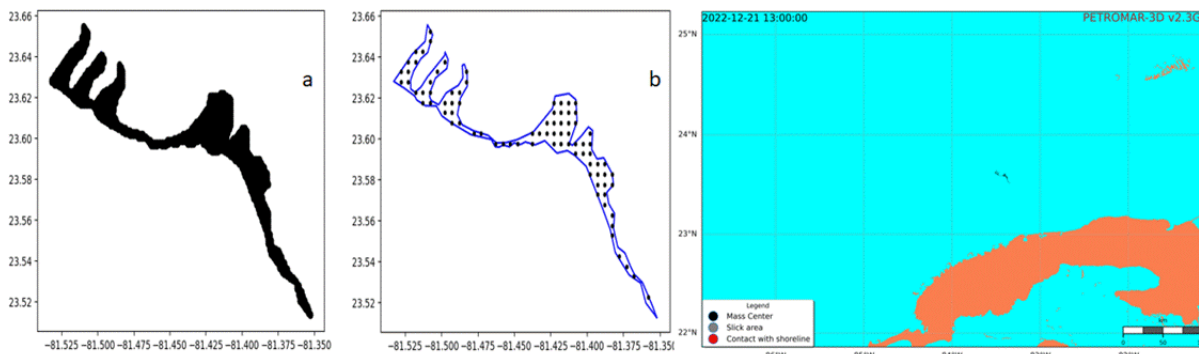 23.66
23.64
23.62
23.60
23.58
23.56
23.54
23.52
−81.525 −81.500 −81.475 −81.450 −81.425 −81.400 −81.375 −81.350
a
23.66
23.64
23.62
23.60
23.58
23.56
23.54
23.52
−81.525 −81.500 −81.475 −81.450 −81.425 −81.400 −81.375 −81.350
b
2022-12-21 13:00:00
PETROMAR-3D v2.3G
25°N
24°N
23°N
22°N
Legend
Mass Center
Slick area
Contact with shoreline